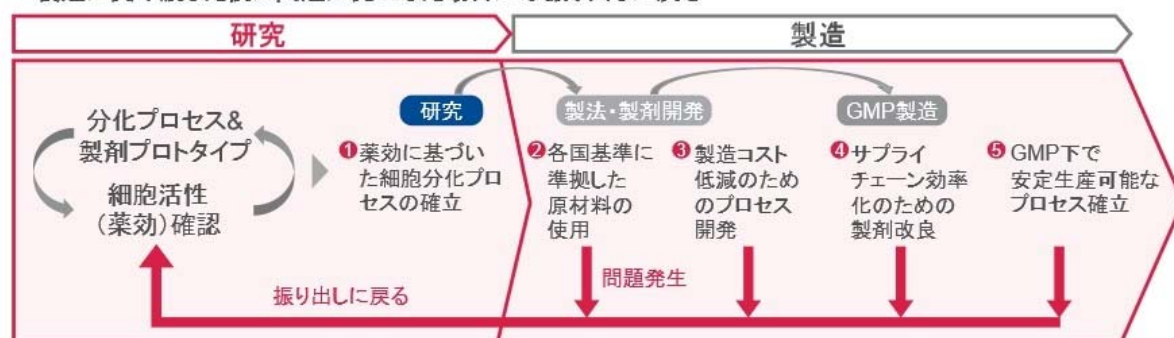 研究
製造
研究
製法・製剤開発
GMP製造
分化プロセス&
製剤プロトタイプ
細胞活性
(薬効)確認
❶薬効に基づい
た細胞分化プロ
セスの確立
❷各国基準に
準拠した
原材料の
使用
❸製造コスト
低減のため
のプロセス
開発
❹サプライ
チェーン効率
化のための
製剤改良
❺GMP下で
安定生産可能な
プロセス確立
問題発生
振り出しに戻る